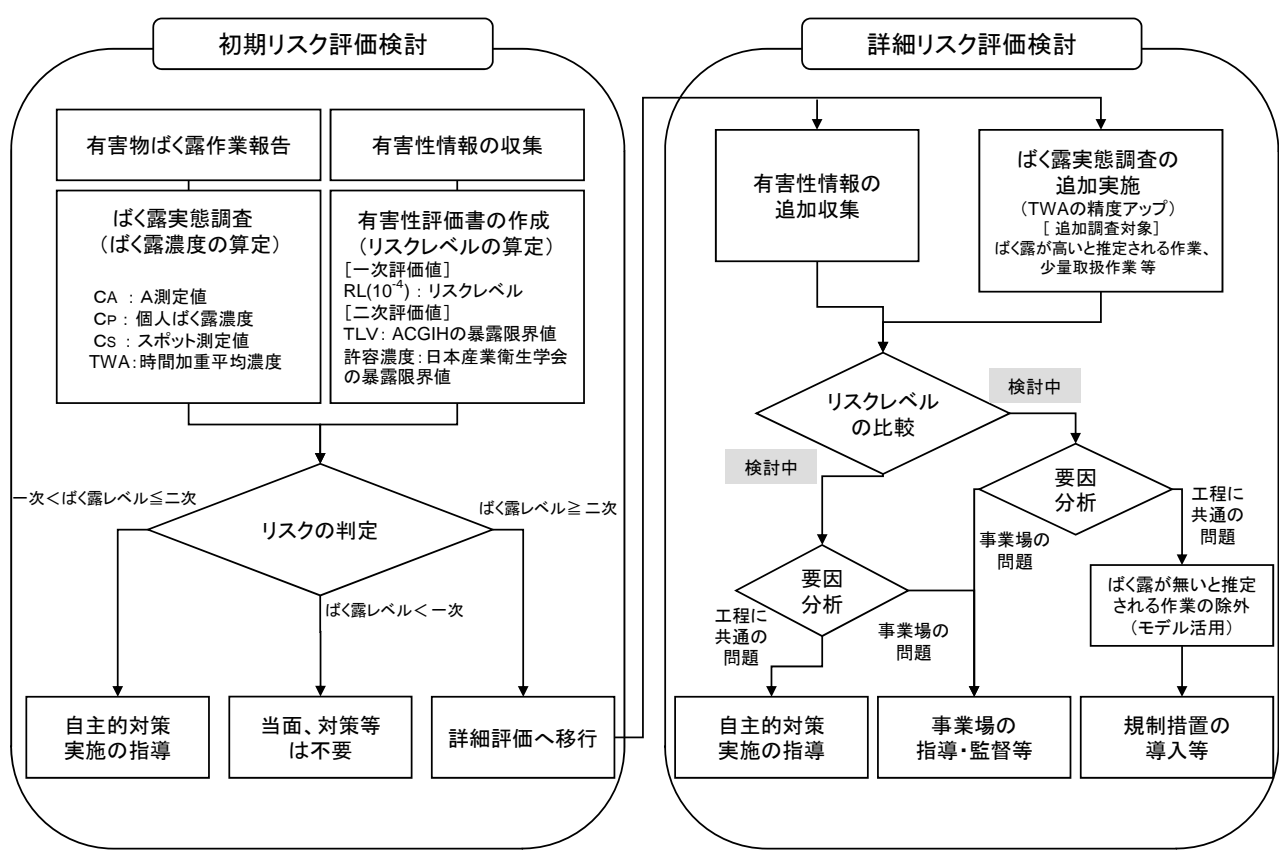 初期リスク評価検討
有害物ばく露作業報告
有害性情報の収集
ばく露実態調査
（ばく露濃度の算定）
CA ： A測定値
CP： 個人ばく露濃度
CS ： スポット測定値
TWA：時間加重平均濃度
有害性評価書の作成
（リスクレベルの算定）
[一次評価値]
RL(10-4)：リスクレベル
[二次評価値]
TLV： ACGIHの暴露限界値
許容濃度：日本産業衛生学会
の暴露限界値
一次＜ばく露レベル≦二次
リスクの判定
ばく露レベル≧二次
ばく露レベル＜一次
自主的対策
実施の指導
当面、対策等
は不要
詳細評価へ移行
詳細リスク評価検討
有害性情報の
追加収集
ばく露実態調査の
追加実施
（TWAの精度アップ）
[ 追加調査対象]
ばく露が高いと推定される作業、
少量取扱作業 等
リスクレベル
の比較
検討中
検討中
要因
分析
工程に
共通の
問題
事業場の
問題
要因
分析
工程に
共通の
問題
事業場の
問題
ばく露が無いと推定
される作業の除外
（モデル活用）
自主的対策
実施の指導
事業場の
指導・監督等
規制措置の
導入等